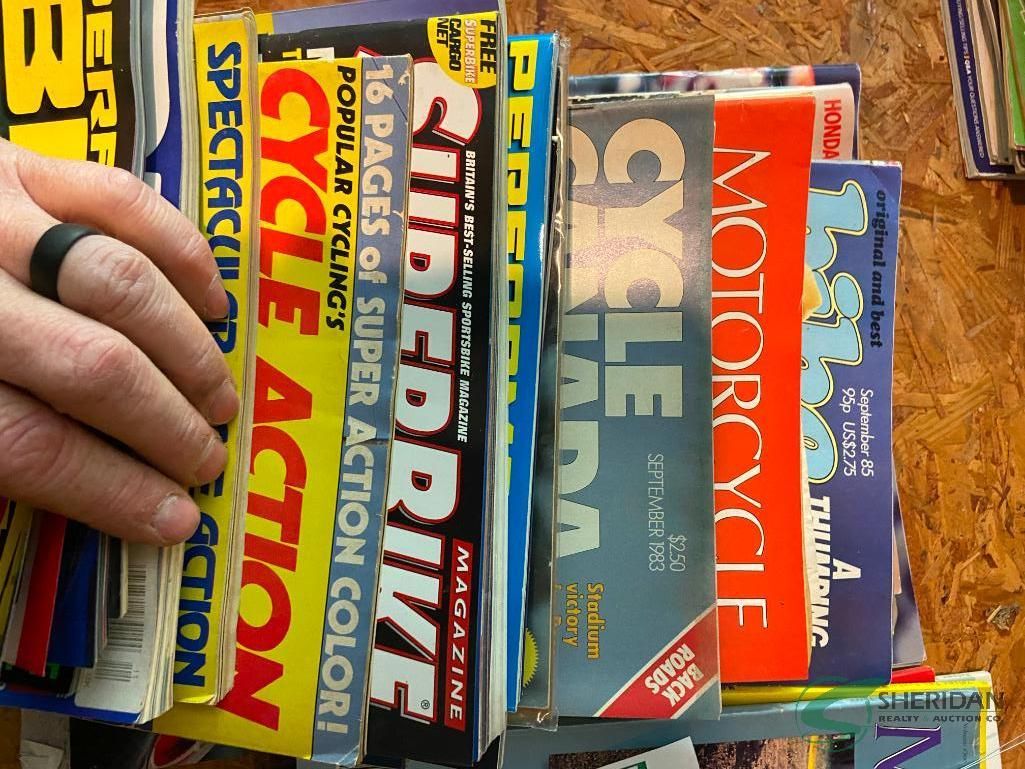 SPECTACULAR
ACTION
POPULAR CYCLING'S
CYCLE ACTION
16 PAGES of SUPER ACTION COLOR!
FREE
SUPERBIKE
CARGO
NET
BRITAIN'S BEST-SELLING SPORTSBIKE MAGAZINE
SUPERBIKE®
MAGAZINE
CYCLE
CANADA
$2.50
SEPTEMBER 1983
Stadium
victory
BACK
ROADS
MOTORCYCLE
HONDA
original and best
bike
September 85
95p US$2.75
A
THUMPING
SHERIDAN
REALTY & AUCTION CO.